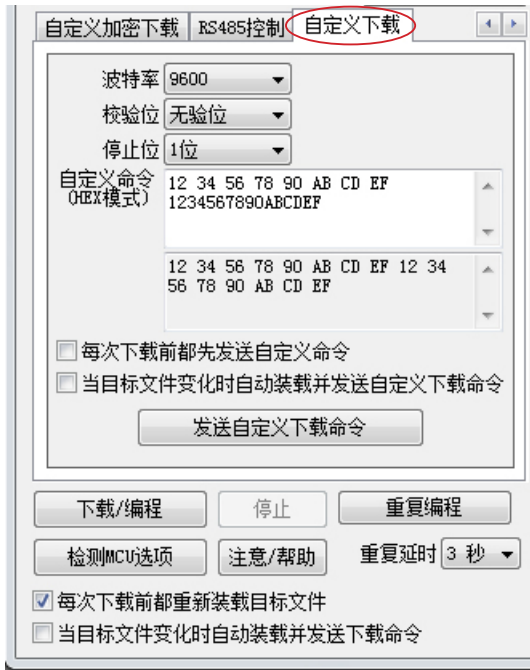 自定义加密下载 RS485控制 自定义下载
波特率 9600
校验位 无验位
停止位 1位
自定义命令
(HEX模式)
12 34 56 78 90 AB CD EF
1234567890ABCDEF
12 34 56 78 90 AB CD EF 12 34
56 78 90 AB CD EF
每次下载前都先发送自定义命令
当目标文件变化时自动装载并发送自定义下载命令
发送自定义下载命令
下载/编程 停止 重复编程
检测MCU选项 注意/帮助 重复延时 3 秒
每次下载前都重新装载目标文件
当目标文件变化时自动装载并发送下载命令